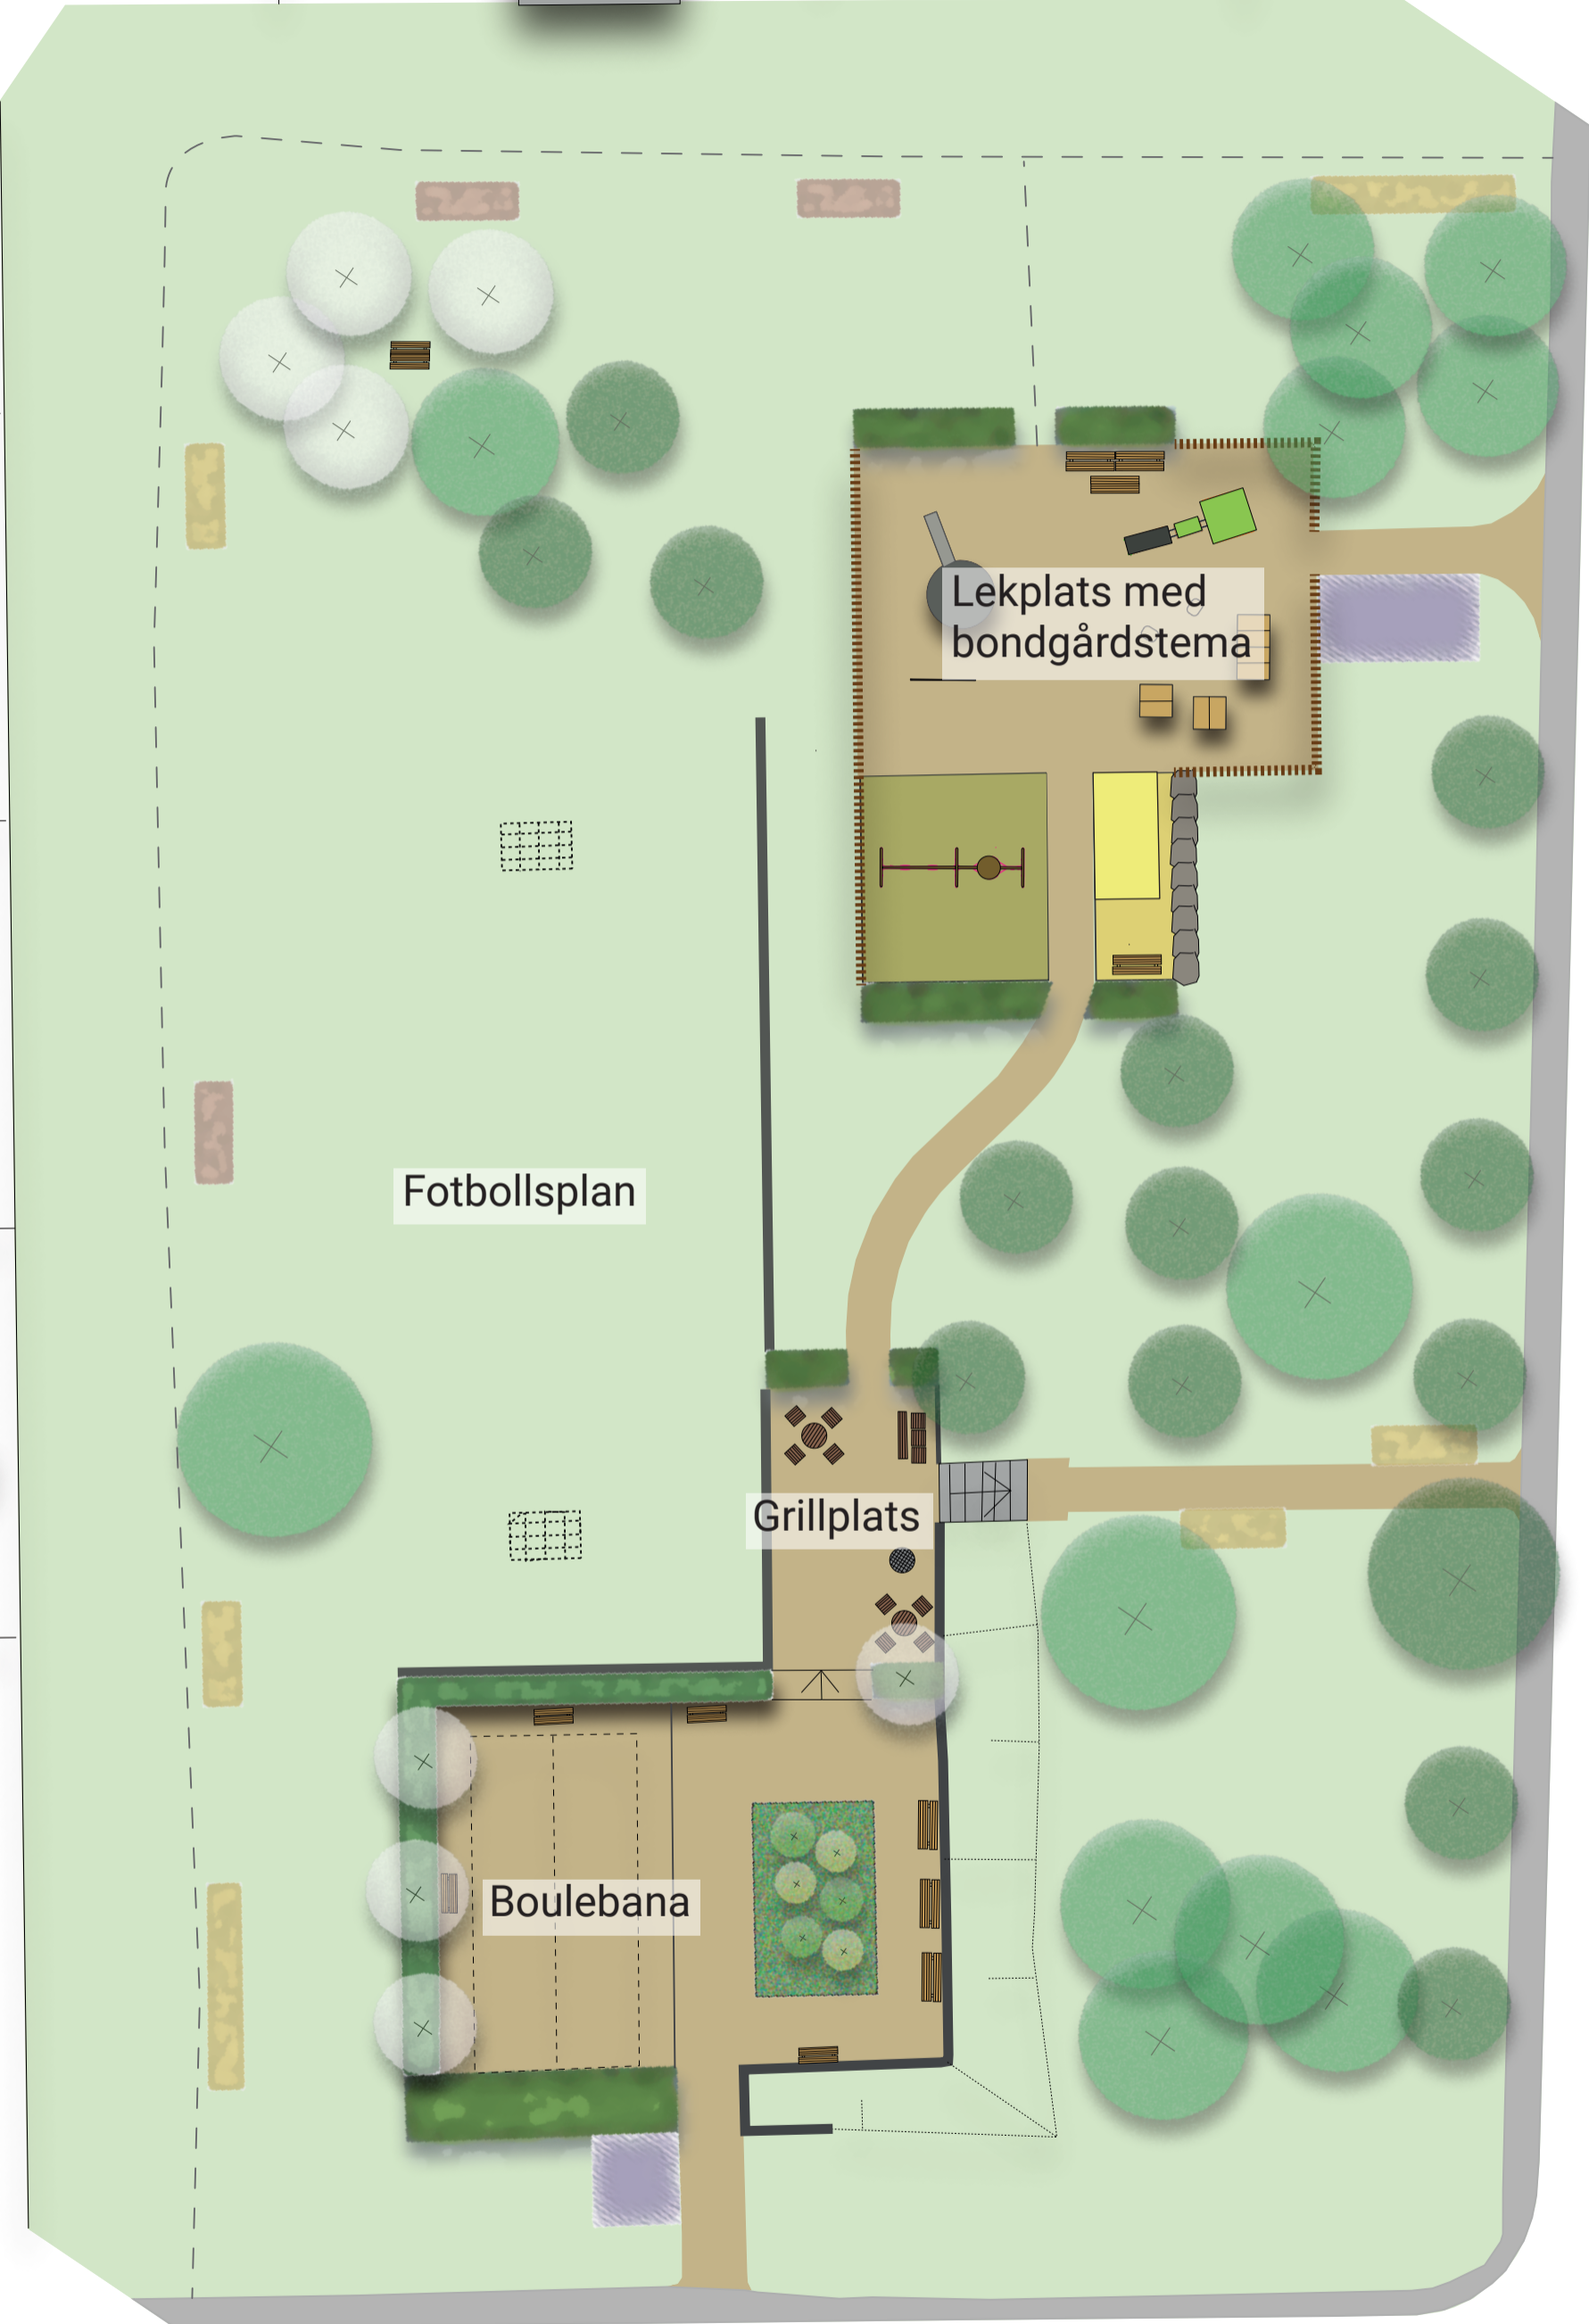 Lekplats med
bondgårdstema
Fotbollsplan
Grillplats
Boulebana